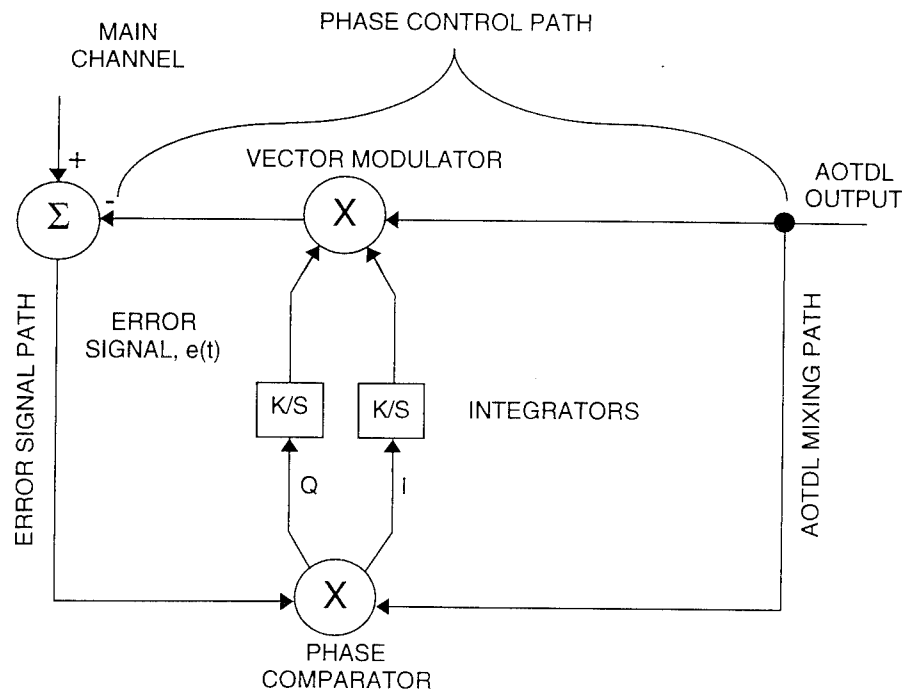 PHASE CONTROL PATH
MAIN
CHANNEL
+
VECTOR MODULATOR
AOTDL
OUTPUT
-
Σ
X
ERROR SIGNAL PATH
ERROR
SIGNAL, e(t)
AOTDL MIXING PATH
K/S
K/S
INTEGRATORS
Q
I
X
PHASE
COMPARATOR